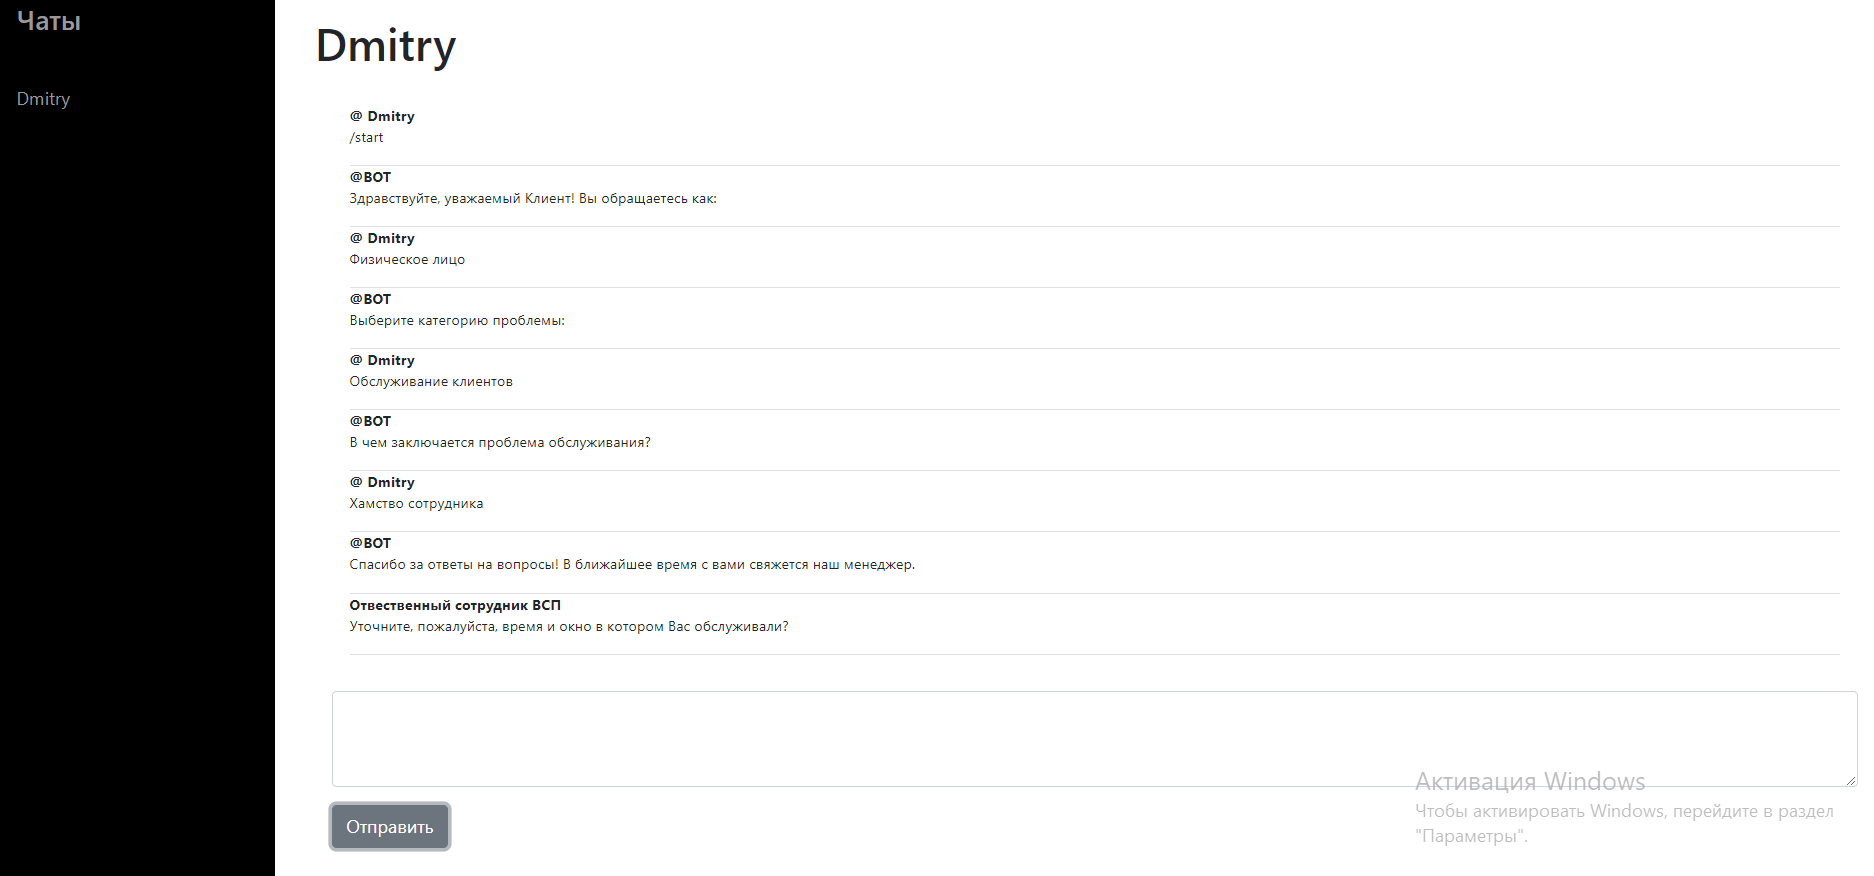 Чаты
Dmitry
Dmitry
@ Dmitry
/start
@BOT
Здравствуйте, уважаемый Клиент! Вы обращаетесь как:
@ Dmitry
Физическое лицо
@BOT
Выберите категорию проблемы:
@ Dmitry
Обслуживание клиентов
@BOT
В чем заключается проблема обслуживания?
@ Dmitry
Хамство сотрудника
@BOT
Спасибо за ответы на вопросы! В ближайшее время с вами свяжется наш менеджер.
Отвественный сотрудник ВСП
Уточните, пожалуйста, время и окно в котором Вас обслуживали?
Отправить
Активация Windows
Чтобы активировать Windows, перейдите в раздел
"Параметры".